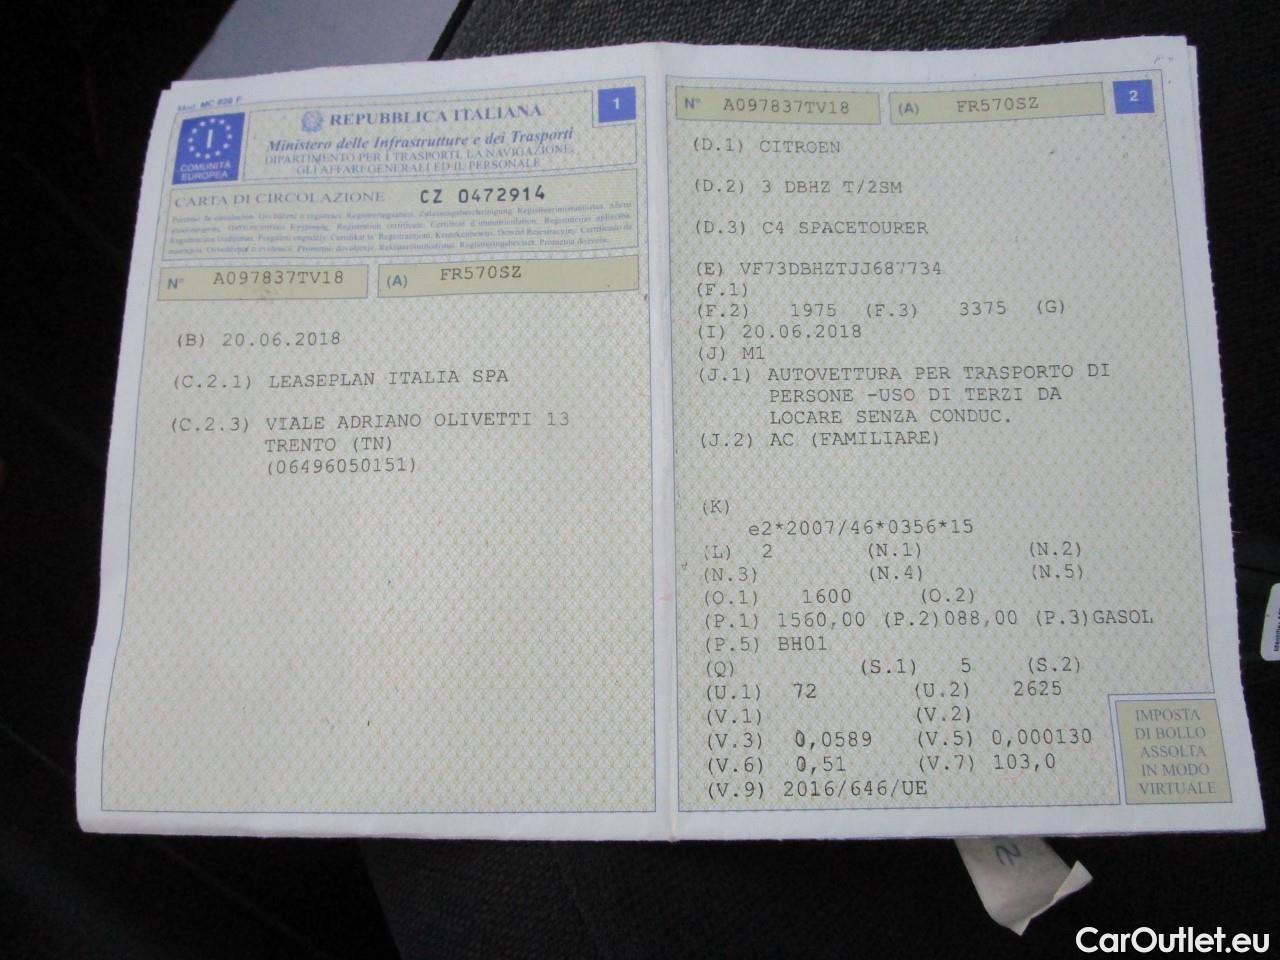 Mod. MC 820 F
I
COMUNITÀ
EUROPEA
REPUBBLICA ITALIANA
1
Ministero delle Infrastrutture e dei Trasporti
DIPARTIMENTO PER I TRASPORTI, LA NAVIGAZIONE,
GLI AFFARI GENERALI ED IL PERSONALE
CARTA DI CIRCOLAZIONE CZ 0472914
N° A097837TV18 (A) FR570SZ
(B) 20.06.2018
(C.2.1) LEASEPLAN ITALIA SPA
(C.2.3) VIALE ADRIANO OLIVETTI 13
TRENTO (TN)
(06496050151)
N° A097837TV18 (A) FR570SZ 2
(D.1) CITROEN
(D.2) 3 DBHZ T/2SM
(D.3) C4 SPACETOURER
(E) VF73DBHZTJJ687734
(F.1)
(F.2) 1975 (F.3) 3375 (G)
(I) 20.06.2018
(J) M1
(J.1) AUTOVETTURA PER TRASPORTO DI
PERSONE -USO DI TERZI DA
LOCARE SENZA CONDUC.
(J.2) AC (FAMILIARE)
(K)
e2*2007/46*0356*15
(L) 2 (N.1) (N.2)
(N.3) (N.4) (N.5)
(O.1) 1600 (O.2)
(P.1) 1560,00 (P.2)088,00 (P.3)GASOL
(P.5) BH01
(Q) (S.1) 5 (S.2)
(U.1) 72 (U.2) 2625
(V.1) (V.2)
(V.3) 0,0589 (V.5) 0,000130
(V.6) 0,51 (V.7) 103,0
(V.9) 2016/646/UE
IMPOSTA
DI BOLLO
ASSOLTA
IN MODO
VIRTUALE
CarOutlet.eu